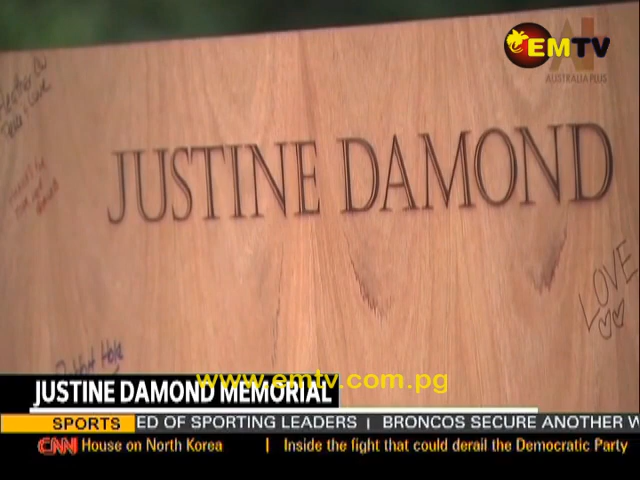 EMTV
AUSTRALIA PLUS
JUSTINE DAMOND
LOVE
www.emtv.com.pg
JUSTINE DAMOND MEMORIAL
SPORTS ED OF SPORTING LEADERS | BRONCOS SECURE ANOTHER W
CNN House on North Korea | Inside the fight that could derail the Democratic Party